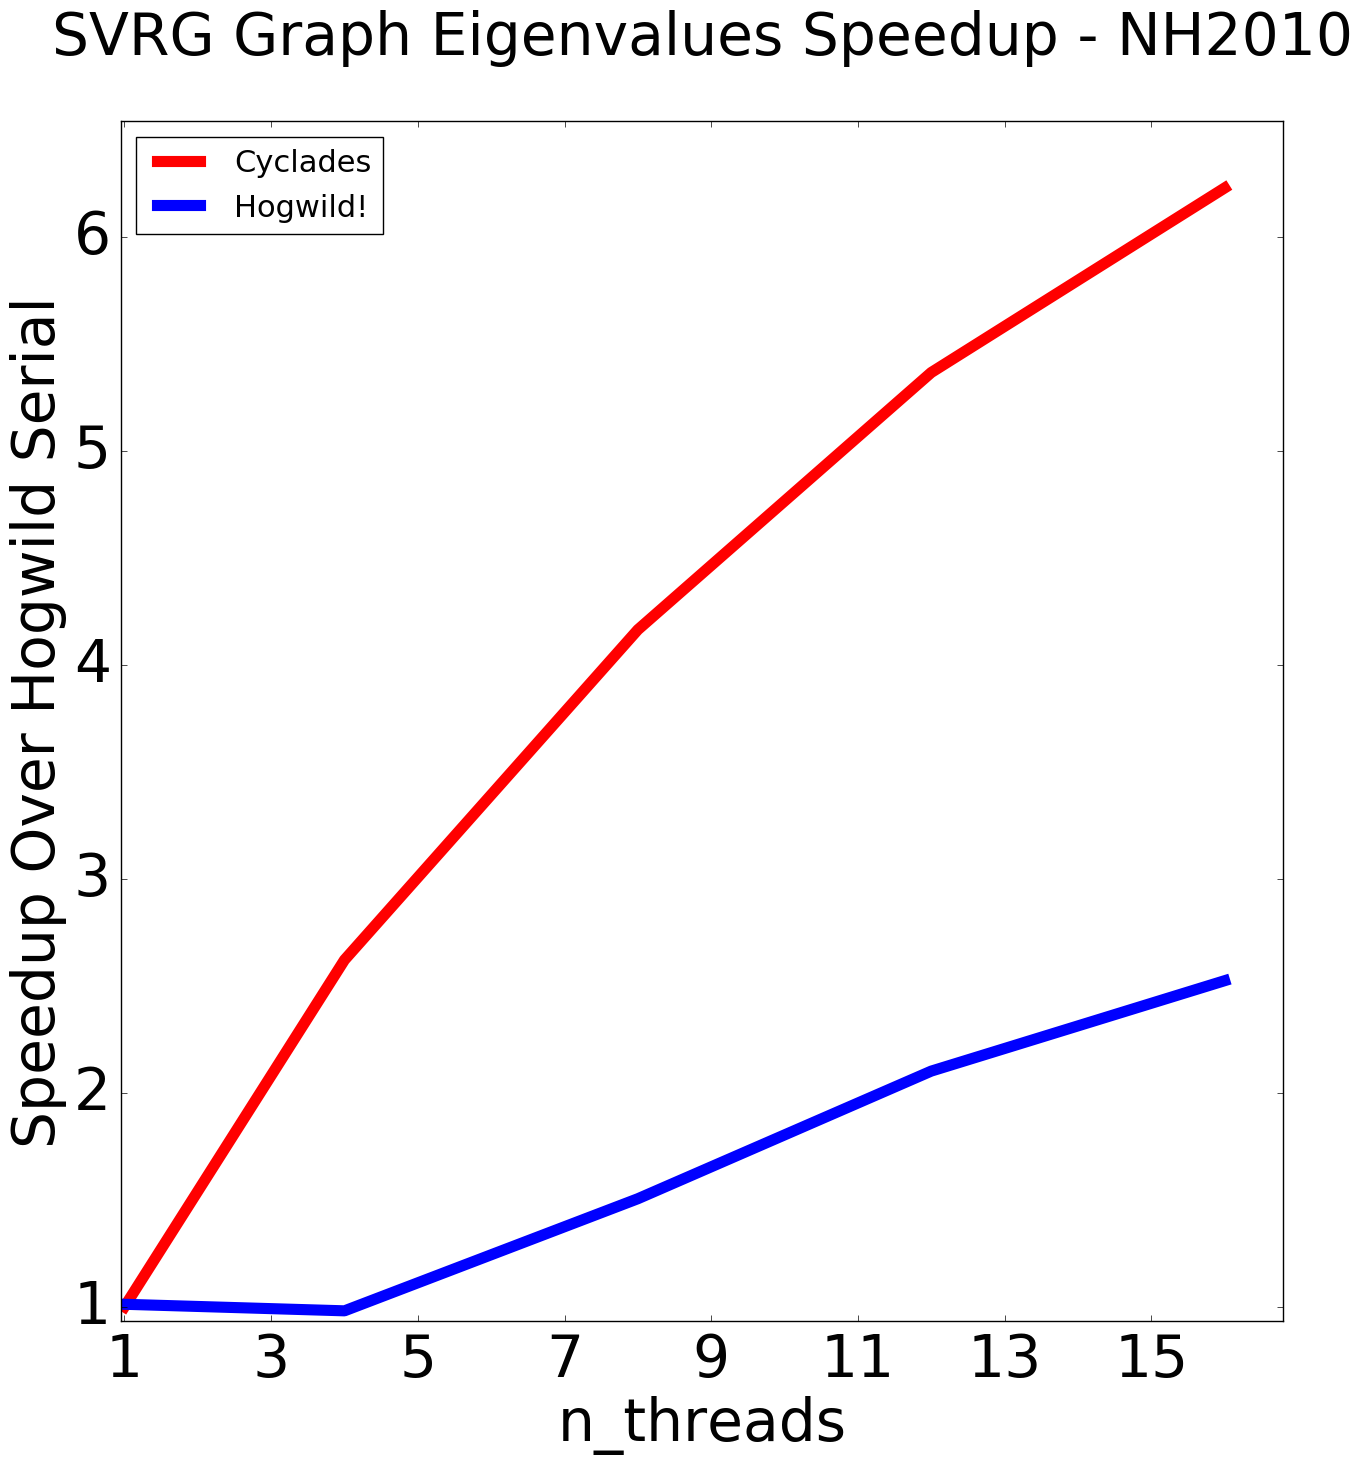 SVRG Graph Eigenvalues Speedup - NH2010
Cyclades
Hogwild!
Speedup Over Hogwild Serial
6
5
4
3
2
1
1 3 5 7 9 11 13 15
n_threads